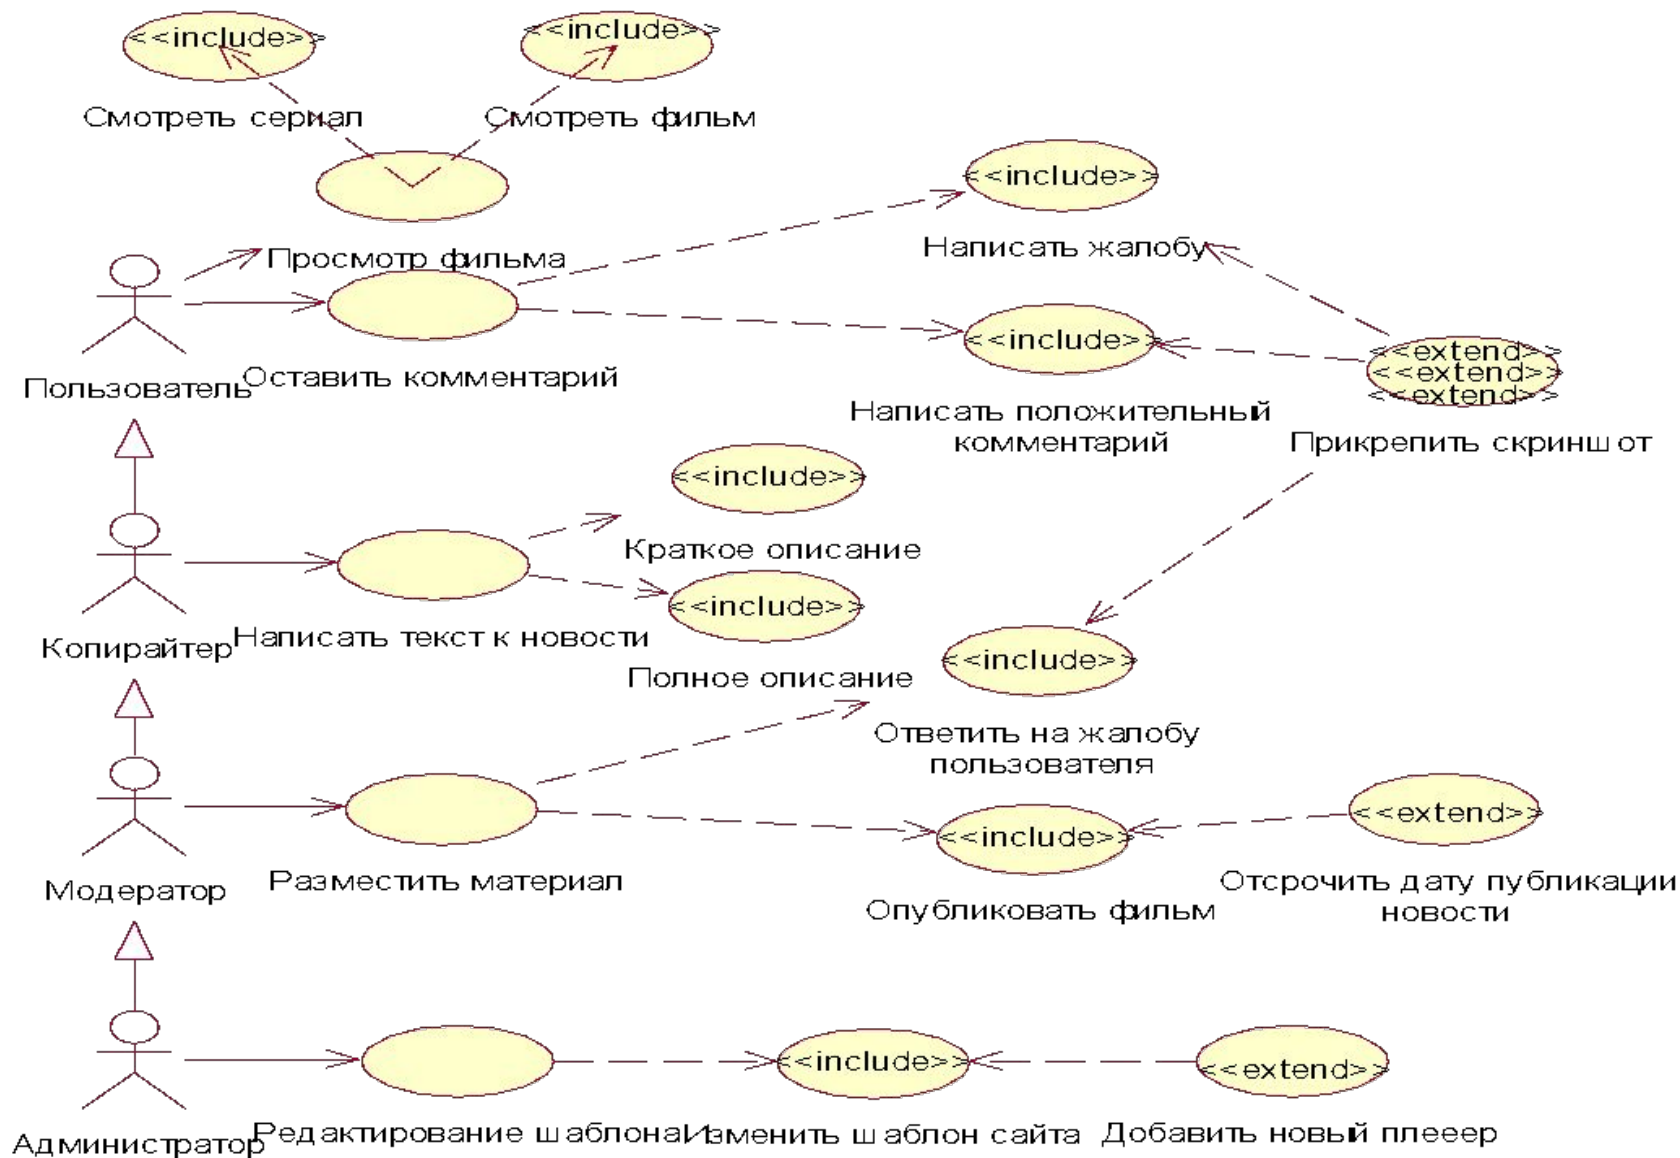 <<include>>
<<include>>
Смотреть сериал
Смотреть фильм
<<include>>
Написать жалобу
Просмотр фильма
<<include>>
<<extend>>
<<extend>>
<<extend>>
Пользователь
Оставить комментарий
Написать положительный
комментарий
Прикрепить скриншот
<<include>>
Краткое описание
<<include>>
Копирайтер
Написать текст к новости
Полное описание
<<include>>
Ответить на жалобу
пользователя
<<include>>
<<extend>>
Модератор
Разместить материал
Опубликовать фильм
Отсрочить дату публикации
новости
<<include>>
<<extend>>
Администратор
Редактирование шаблона
Изменить шаблон сайта
Добавить новый плееер